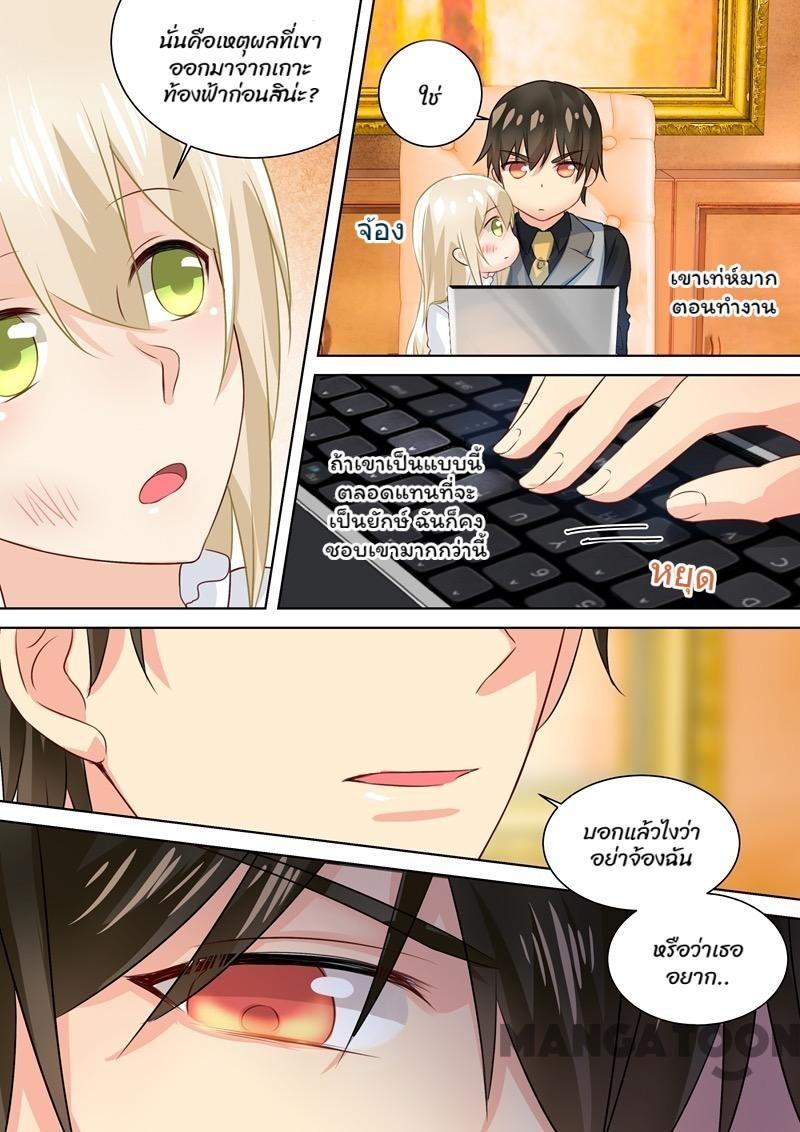 นั่นคือเหตุผลที่เขา
ออกมาจากเกาะ
ท้องฟ้าก่อนสิน่ะ?
ใช่
จ้อง
เขาเท่ห์มาก
ตอนทำงาน
ถ้าเขาเป็นแบบนี้
ตลอดแทนที่จะ
เป็นยักษ์ ฉันก็คง
ชอบเขามากกว่านี้
หยุด
บอกแล้วไงว่า
อย่าจ้องฉัน
หรือว่าเธอ
อยาก..
MANGATOON